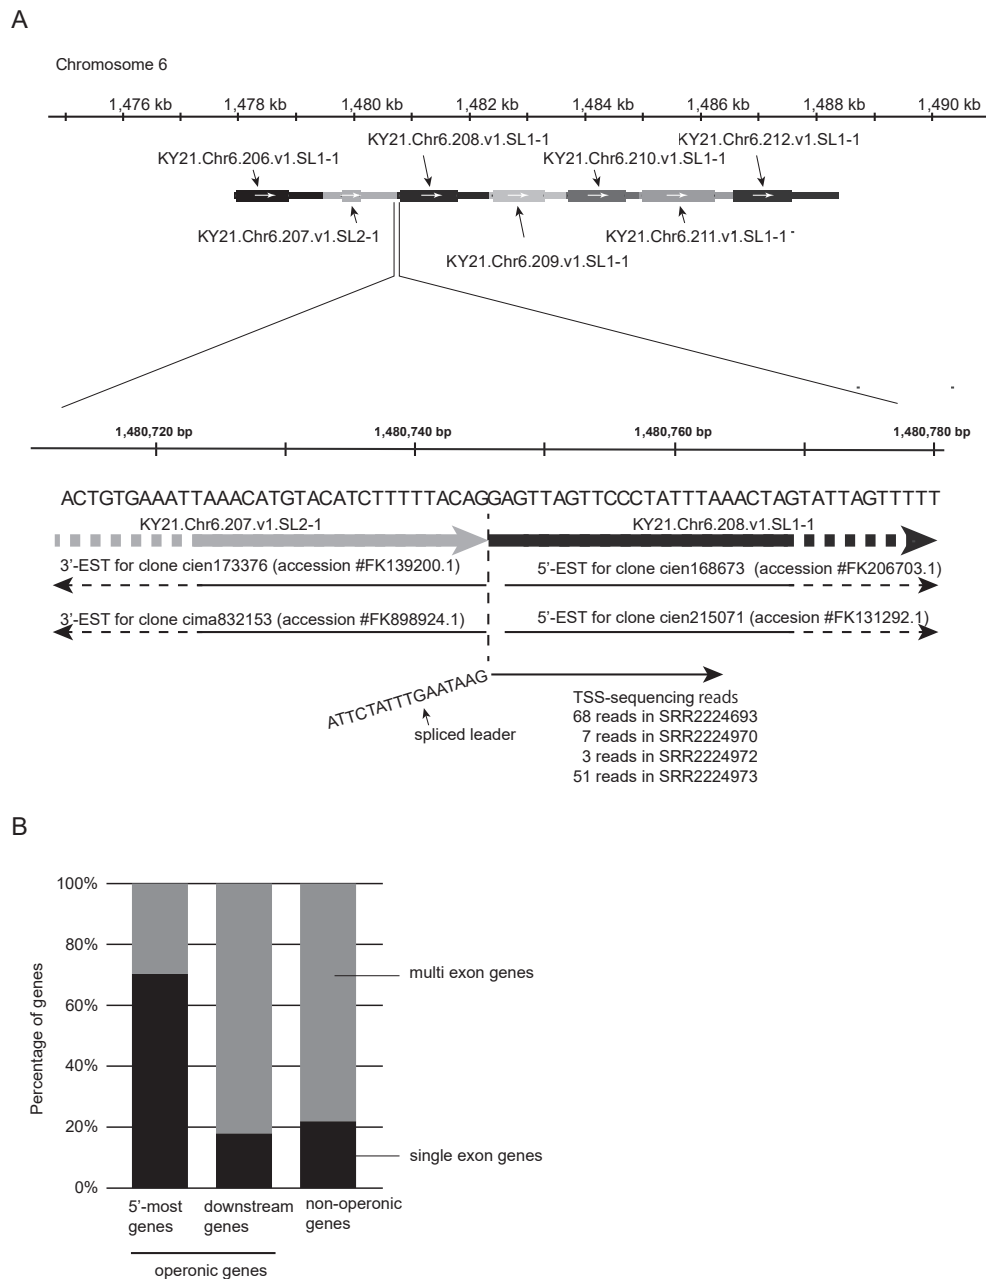 A
Chromosome 6
1,476 kb 1,478 kb 1,480 kb 1,482 kb 1,484 kb 1,486 kb 1,488 kb 1,490 kb
KY21.Chr6.208.v1.SL1-1 KY21.Chr6.212.v1.SL1-1
KY21.Chr6.206.v1.SL1-1 KY21.Chr6.210.v1.SL1-1
KY21.Chr6.207.v1.SL2-1 KY21.Chr6.211.v1.SL1-1
KY21.Chr6.209.v1.SL1-1
1,480,720 bp 1,480,740 bp 1,480,760 bp 1,480,780 bp
ACTGTGAAATTAAACATGTACATCTTTTTACAGGAGTTAGTTCCCTATTTAAACTAGTATTAGTTTTT
KY21.Chr6.207.v1.SL2-1 KY21.Chr6.208.v1.SL1-1
3'-EST for clone cien173376 (accession #FK139200.1) 5'-EST for clone cien168673 (accession #FK206703.1)
3'-EST for clone cima832153 (accession #FK898924.1) 5'-EST for clone cien215071 (accesion #FK131292.1)
ATTCTATTTGAATAAG
spliced leader
TSS-sequencing reads
68 reads in SRR2224693
7 reads in SRR2224970
3 reads in SRR2224972
51 reads in SRR2224973
B
Percentage of genes
100%
80%
60%
40%
20%
0%
multi exon genes
single exon genes
5'-most genes
downstream genes
non-operonic genes
operonic genes